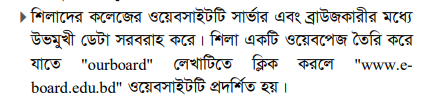 শিলাদের কলেজের ওয়েবসাইটটি সার্ভার এবং ব্রাউজকারীর মধ্যে
উভমুখী ডেটা সরবরাহ করে। শিলা একটি ওয়েবপেজ তৈরি করে
যাতে "ourboard" লেখাটিতে ক্লিক করলে "www.e-
board.edu.bd" ওয়েবসাইটটি প্রদর্শিত হয়।